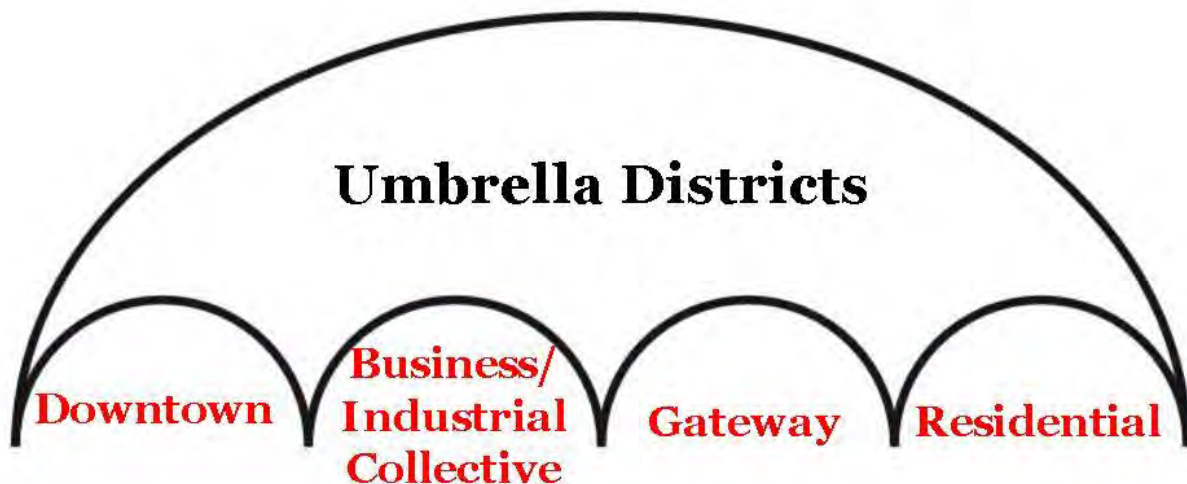 Umbrella Districts
Downtown
Business/
Industrial
Collective
Gateway
Residential